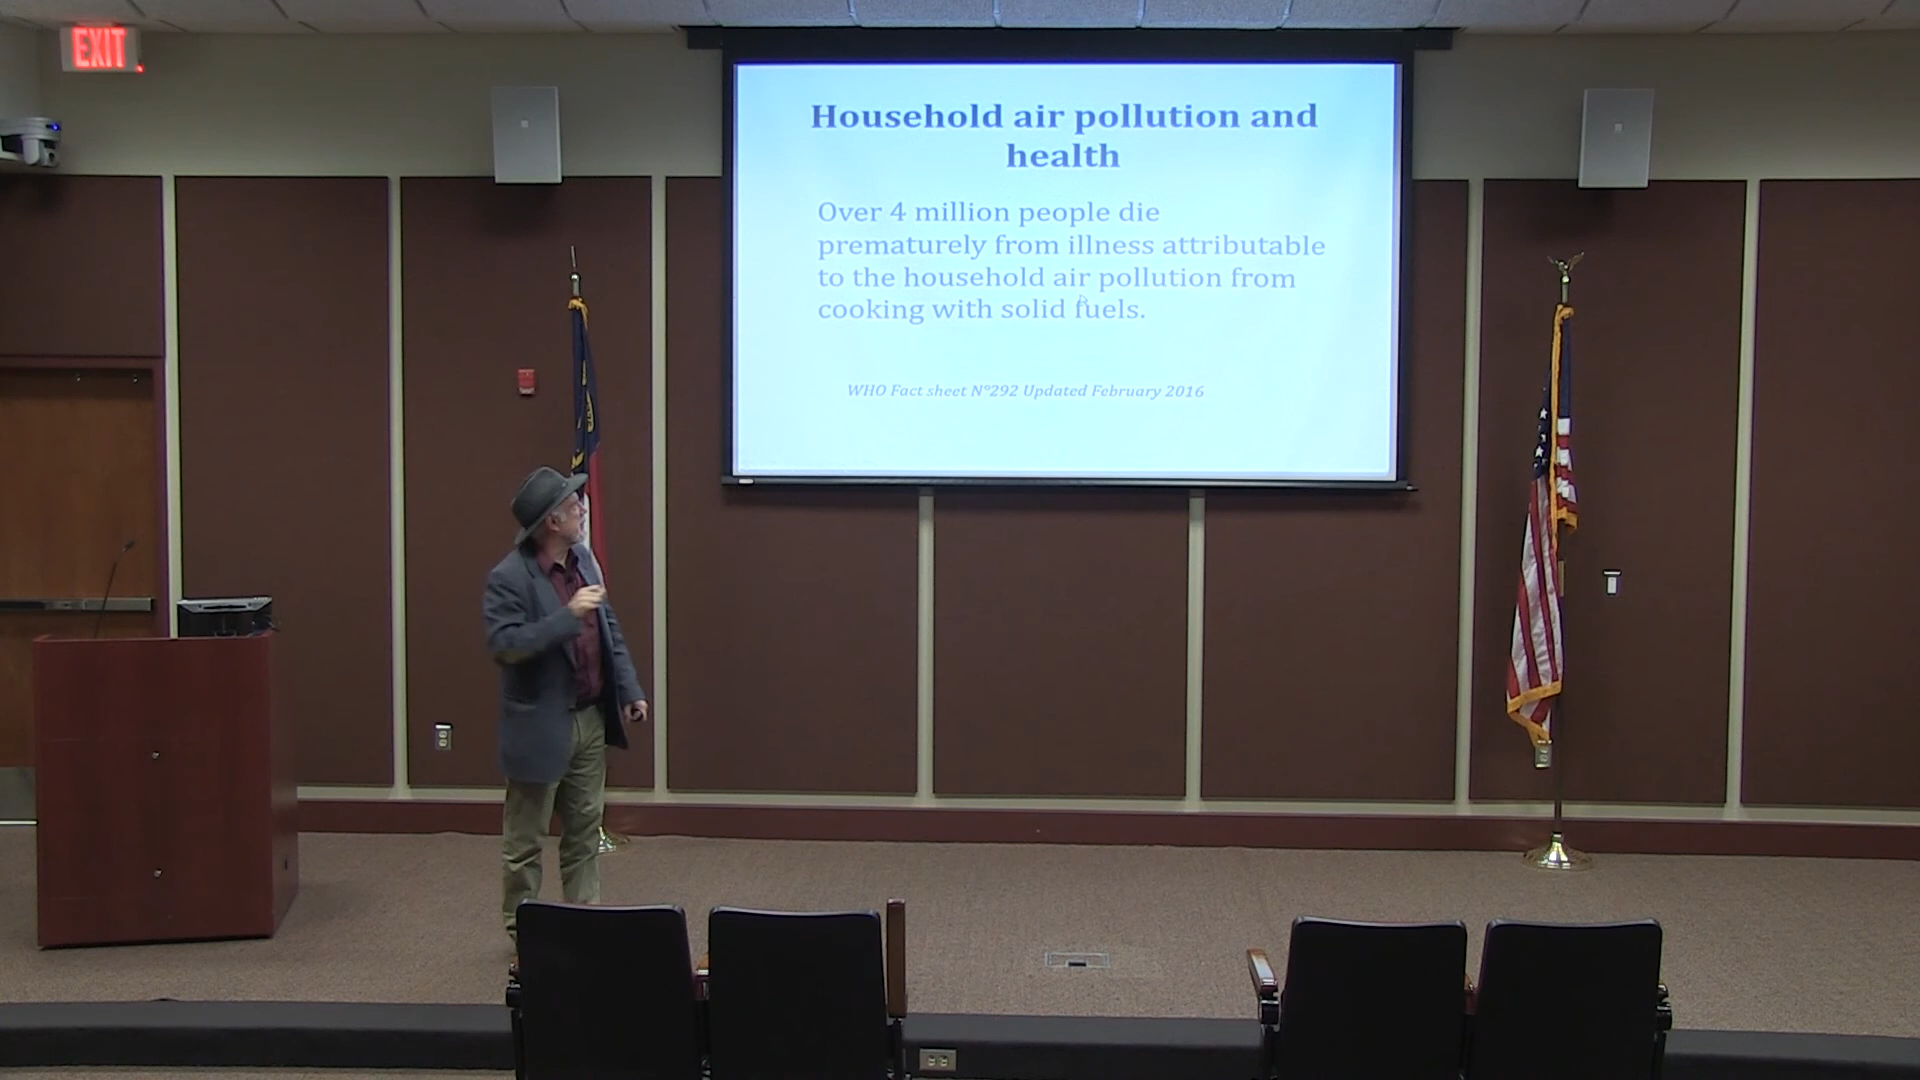 EXIT
Household air pollution and
health
Over 4 million people die
prematurely from illness attributable
to the household air pollution from
cooking with solid fuels.
WHO Fact sheet N°292 Updated February 2016